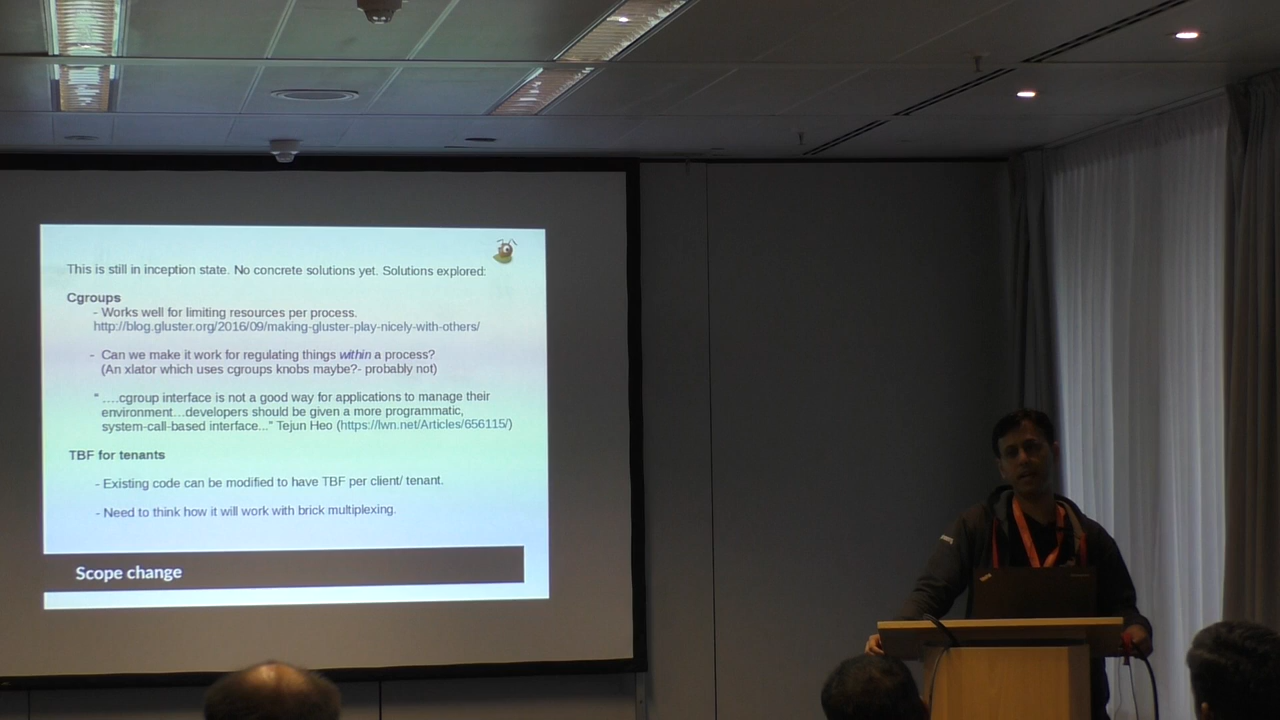 This is still in inception state. No concrete solutions yet. Solutions explored:
Cgroups
- Works well for limiting resources per process.
http://blog.gluster.org/2016/09/making-gluster-play-nicely-with-others/
- Can we make it work for regulating things within a process?
(An xlator which uses cgroups knobs maybe?- probably not)
" ....cgroup interface is not a good way for applications to manage their
environment...developers should be given a more programmatic,
system-call-based interface..." Tejun Heo (https://lwn.net/Articles/656115/)
TBF for tenants
- Existing code can be modified to have TBF per client/ tenant.
- Need to think how it will work with brick multiplexing.
Scope change